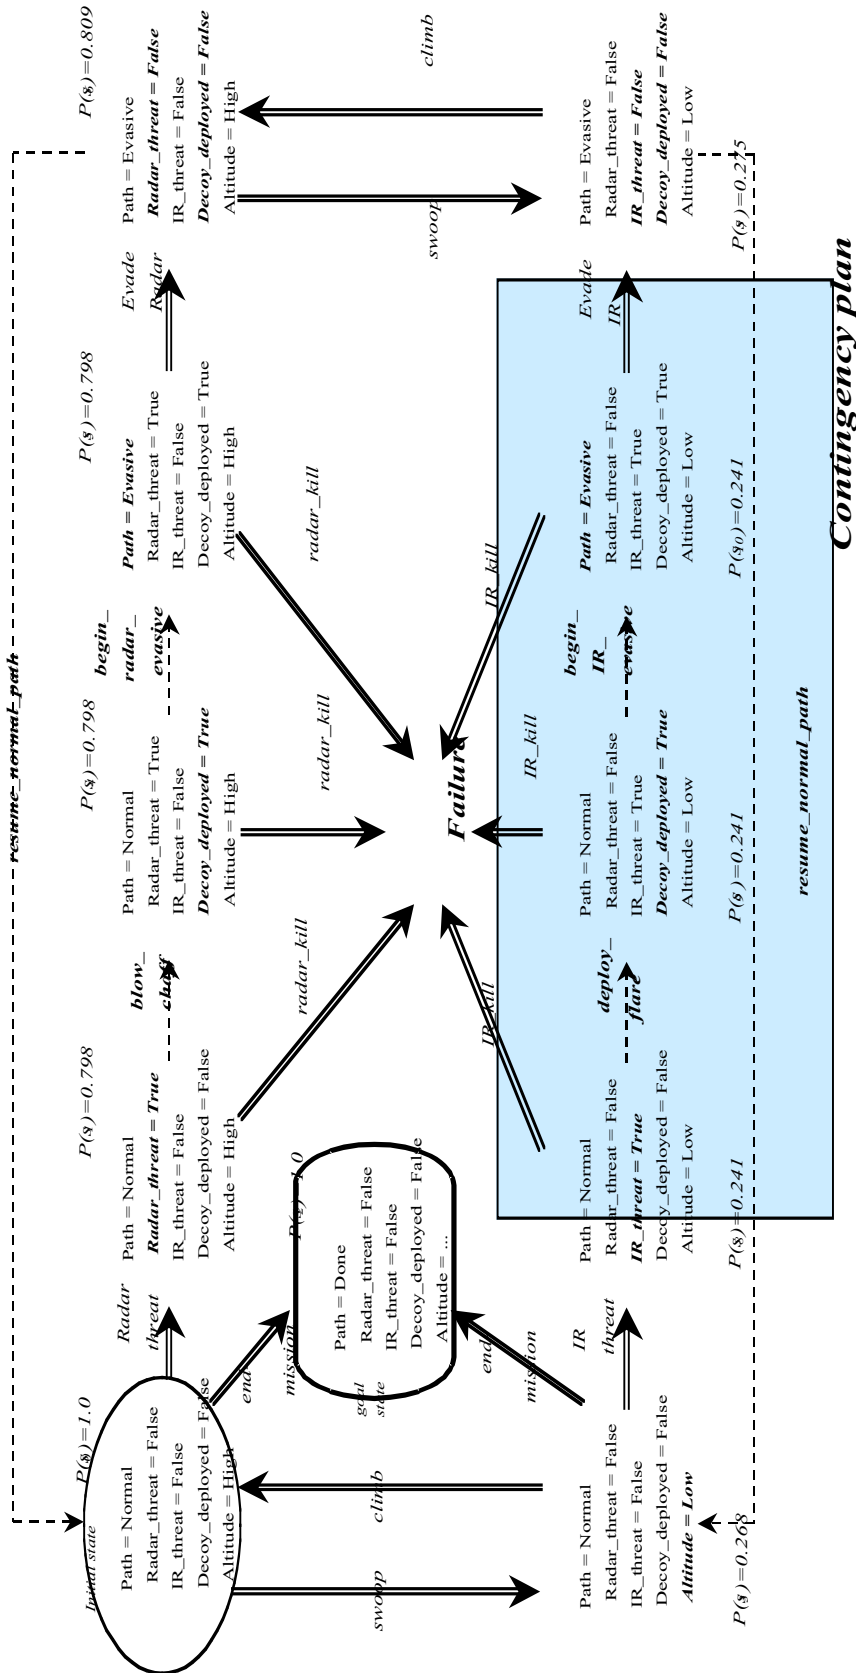 resume_normal_path
Initial state
P(s)=1.0
Path = Normal
Radar_threat = False
IR_threat = False
Decoy_deployed = False
Altitude = High
Radar
threat
P(s)=0.798
Path = Normal
Radar_threat = True
IR_threat = False
Decoy_deployed = False
Altitude = High
blow_
chaff
P(s)=0.798
Path = Normal
Radar_threat = True
IR_threat = False
Decoy_deployed = True
Altitude = High
begin_
radar_
evasive
P(s)=0.798
Path = Evasive
Radar_threat = True
IR_threat = False
Decoy_deployed = True
Altitude = High
Evade
Radar
P(s)=0.809
Path = Evasive
Radar_threat = False
IR_threat = False
Decoy_deployed = False
Altitude = High
swoop
climb
end
mission
goal
state
P(s)=1.0
Path = Done
Radar_threat = False
IR_threat = False
Decoy_deployed = False
Altitude = ...
end
mission
radar_kill
radar_kill
radar_kill
Failure
IR_kill
IR_kill
IR_kill
swoop
climb
Path = Normal
Radar_threat = False
IR_threat = False
Decoy_deployed = False
Altitude = Low
P(s)=0.268
IR
threat
Path = Normal
Radar_threat = False
IR_threat = True
Decoy_deployed = False
Altitude = Low
P(s)=0.241
deploy_
flare
Path = Normal
Radar_threat = False
IR_threat = True
Decoy_deployed = True
Altitude = Low
P(s)=0.241
begin_
IR_
evasive
Path = Evasive
Radar_threat = False
IR_threat = True
Decoy_deployed = True
Altitude = Low
P(s10)=0.241
Evade
IR
Path = Evasive
Radar_threat = False
IR_threat = False
Decoy_deployed = False
Altitude = Low
P(s)=0.275
resume_normal_path
Contingency plan